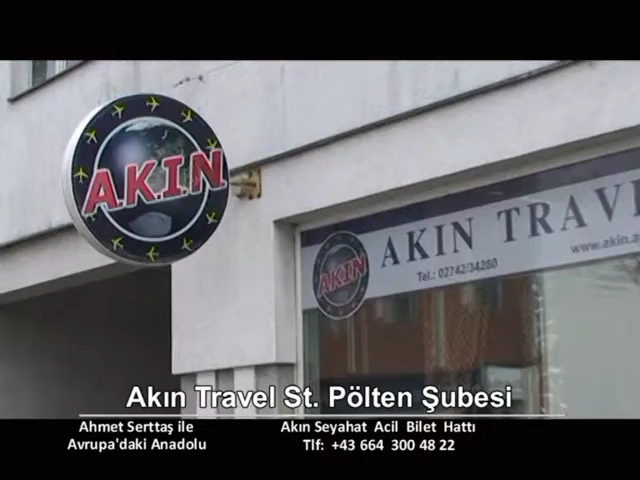 A.K.I.N
AKIN TRAVE
www.akin.a
AKIN
Tel.: 02742/34260
Akın Travel St. Pölten Şubesi
Ahmet Serttaş ile
Avrupa'daki Anadolu
Akın Seyahat Acil Bilet Hattı
Tlf: +43 664 300 48 22